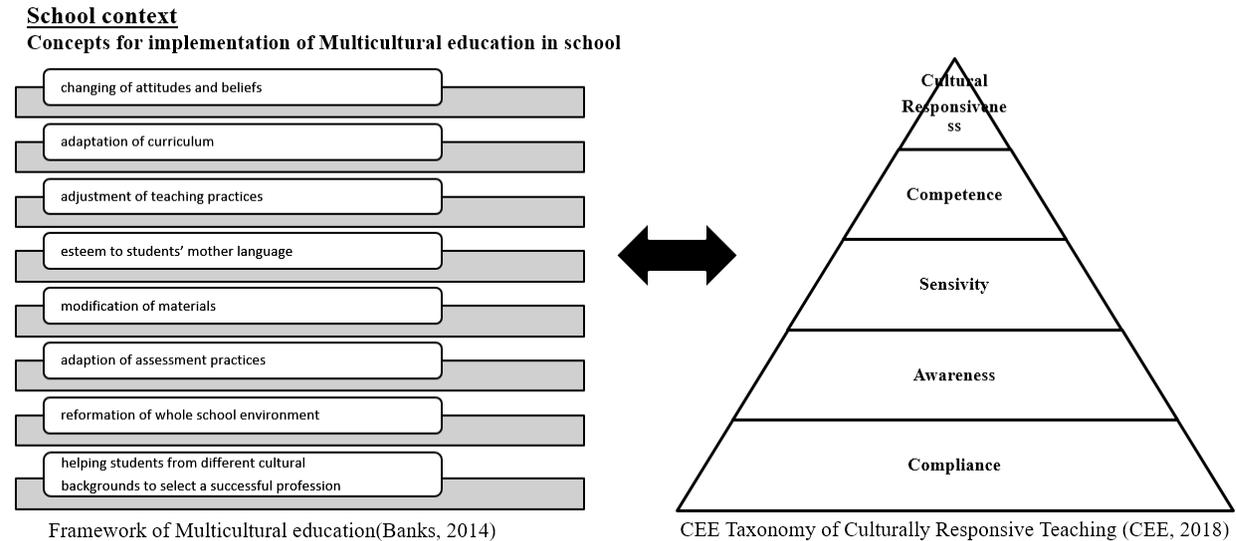 School context
Concepts for implementation of Multicultural education in school
changing of attitudes and beliefs
adaptation of curriculum
adjustment of teaching practices
esteem to students’ mother language
modification of materials
adaption of assessment practices
reformation of whole school environment
helping students from different cultural
backgrounds to select a successful profession
Framework of Multicultural education(Banks, 2014)
Cultural
Responsivene
ss
Competence
Sensivity
Awareness
Compliance
CEE Taxonomy of Culturally Responsive Teaching (CEE, 2018)